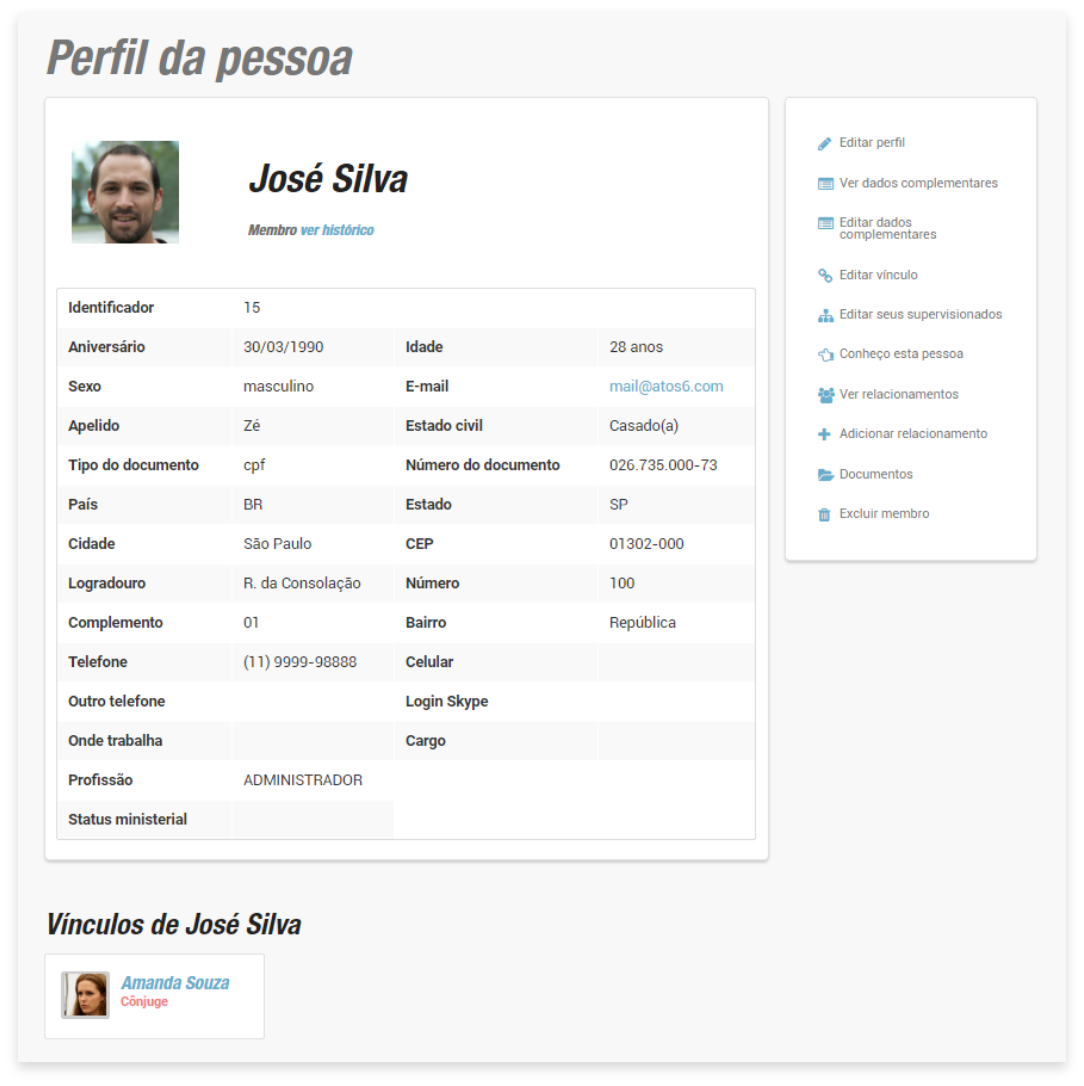 Perfil da pessoa
José Silva
Membro ver histórico
Identificador 15
Aniversário 30/03/1990 Idade 28 anos
Sexo masculino E-mail mail@atos6.com
Apelido Zé Estado civil Casado(a)
Tipo do documento cpf Número do documento 026.735.000-73
País BR Estado SP
Cidade São Paulo CEP 01302-000
Logradouro R. da Consolação Número 100
Complemento 01 Bairro República
Telefone (11) 9999-98888 Celular
Outro telefone Login Skype
Onde trabalha Cargo
Profissão ADMINISTRADOR
Status ministerial
Editar perfil
Ver dados complementares
Editar dados
complementares
Editar vínculo
Editar seus supervisionados
Conheço esta pessoa
Ver relacionamentos
Adicionar relacionamento
Documentos
Excluir membro
Vínculos de José Silva
Amanda Souza
Cônjuge